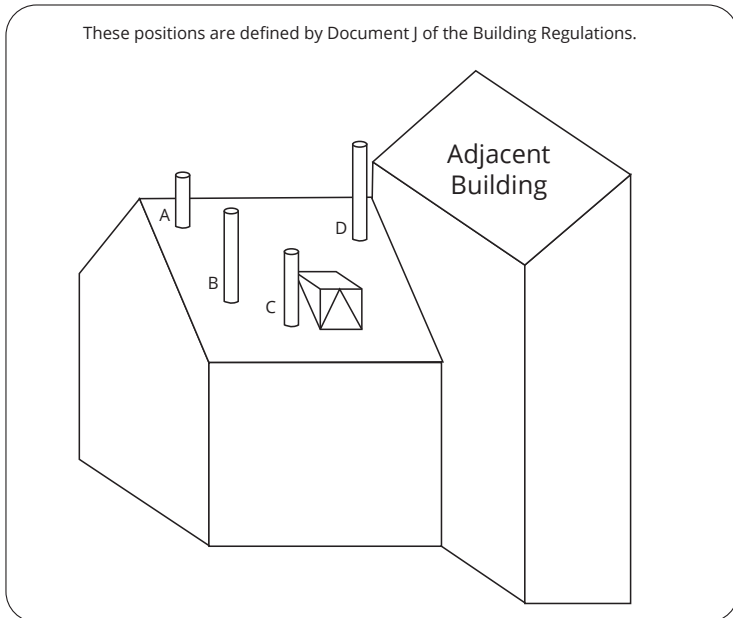 These positions are defined by Document J of the Building Regulations.
Adjacent
Building
A
D
B
C